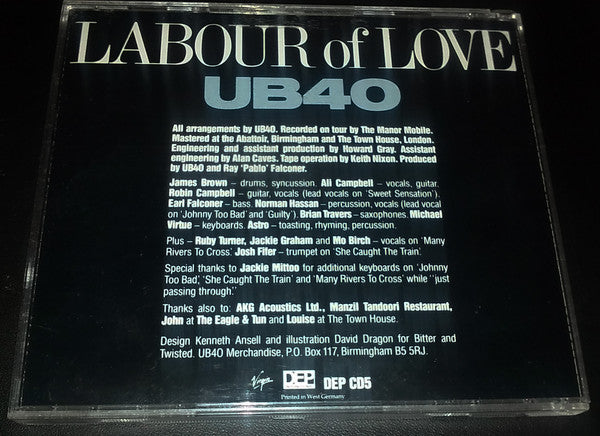 LABOUR of LOVE
UB40
All arrangements by UB40. Recorded on tour by The Manor Mobile.
Mastered at the Abattoir, Birmingham and The Town House, London.
Engineering and assistant production by Howard Gray. Assistant
engineering by Alan Caves. Tape operation by Keith Nixon. Produced
by UB40 and Ray ‘Pablo’ Falconer.
James Brown – drums, syncussion. Ali Campbell – vocals, guitar.
Robin Campbell – guitar, vocals (lead vocals on ‘Sweet Sensation’).
Earl Falconer – bass. Norman Hassan – percussion, vocals (lead vocal
on ‘Johnny Too Bad’ and ‘Guilty’). Brian Travers – saxophones. Michael
Virtue – keyboards. Astro – toasting, rhyming, percussion.
Plus – Ruby Turner, Jackie Graham and Mo Birch – vocals on ‘Many
Rivers To Cross’ Josh Fifer – trumpet on ‘She Caught The Train’.
Special thanks to Jackie Mittoo for additional keyboards on ‘Johnny
Too Bad’, ‘She Caught The Train’ and ‘Many Rivers To Cross’ while “just
passing through”.
Thanks also to: AKG Acoustics Ltd., Manzil Tandoori Restaurant,
John at The Eagle & Tun and Louise at The Town House.
Design Kenneth Ansell and illustration David Dragon for Bitter and
Twisted. UB40 Merchandise, P.O. Box 117, Birmingham B5 5RJ.
Virgin DEP DEP CD5
Printed in West Germany